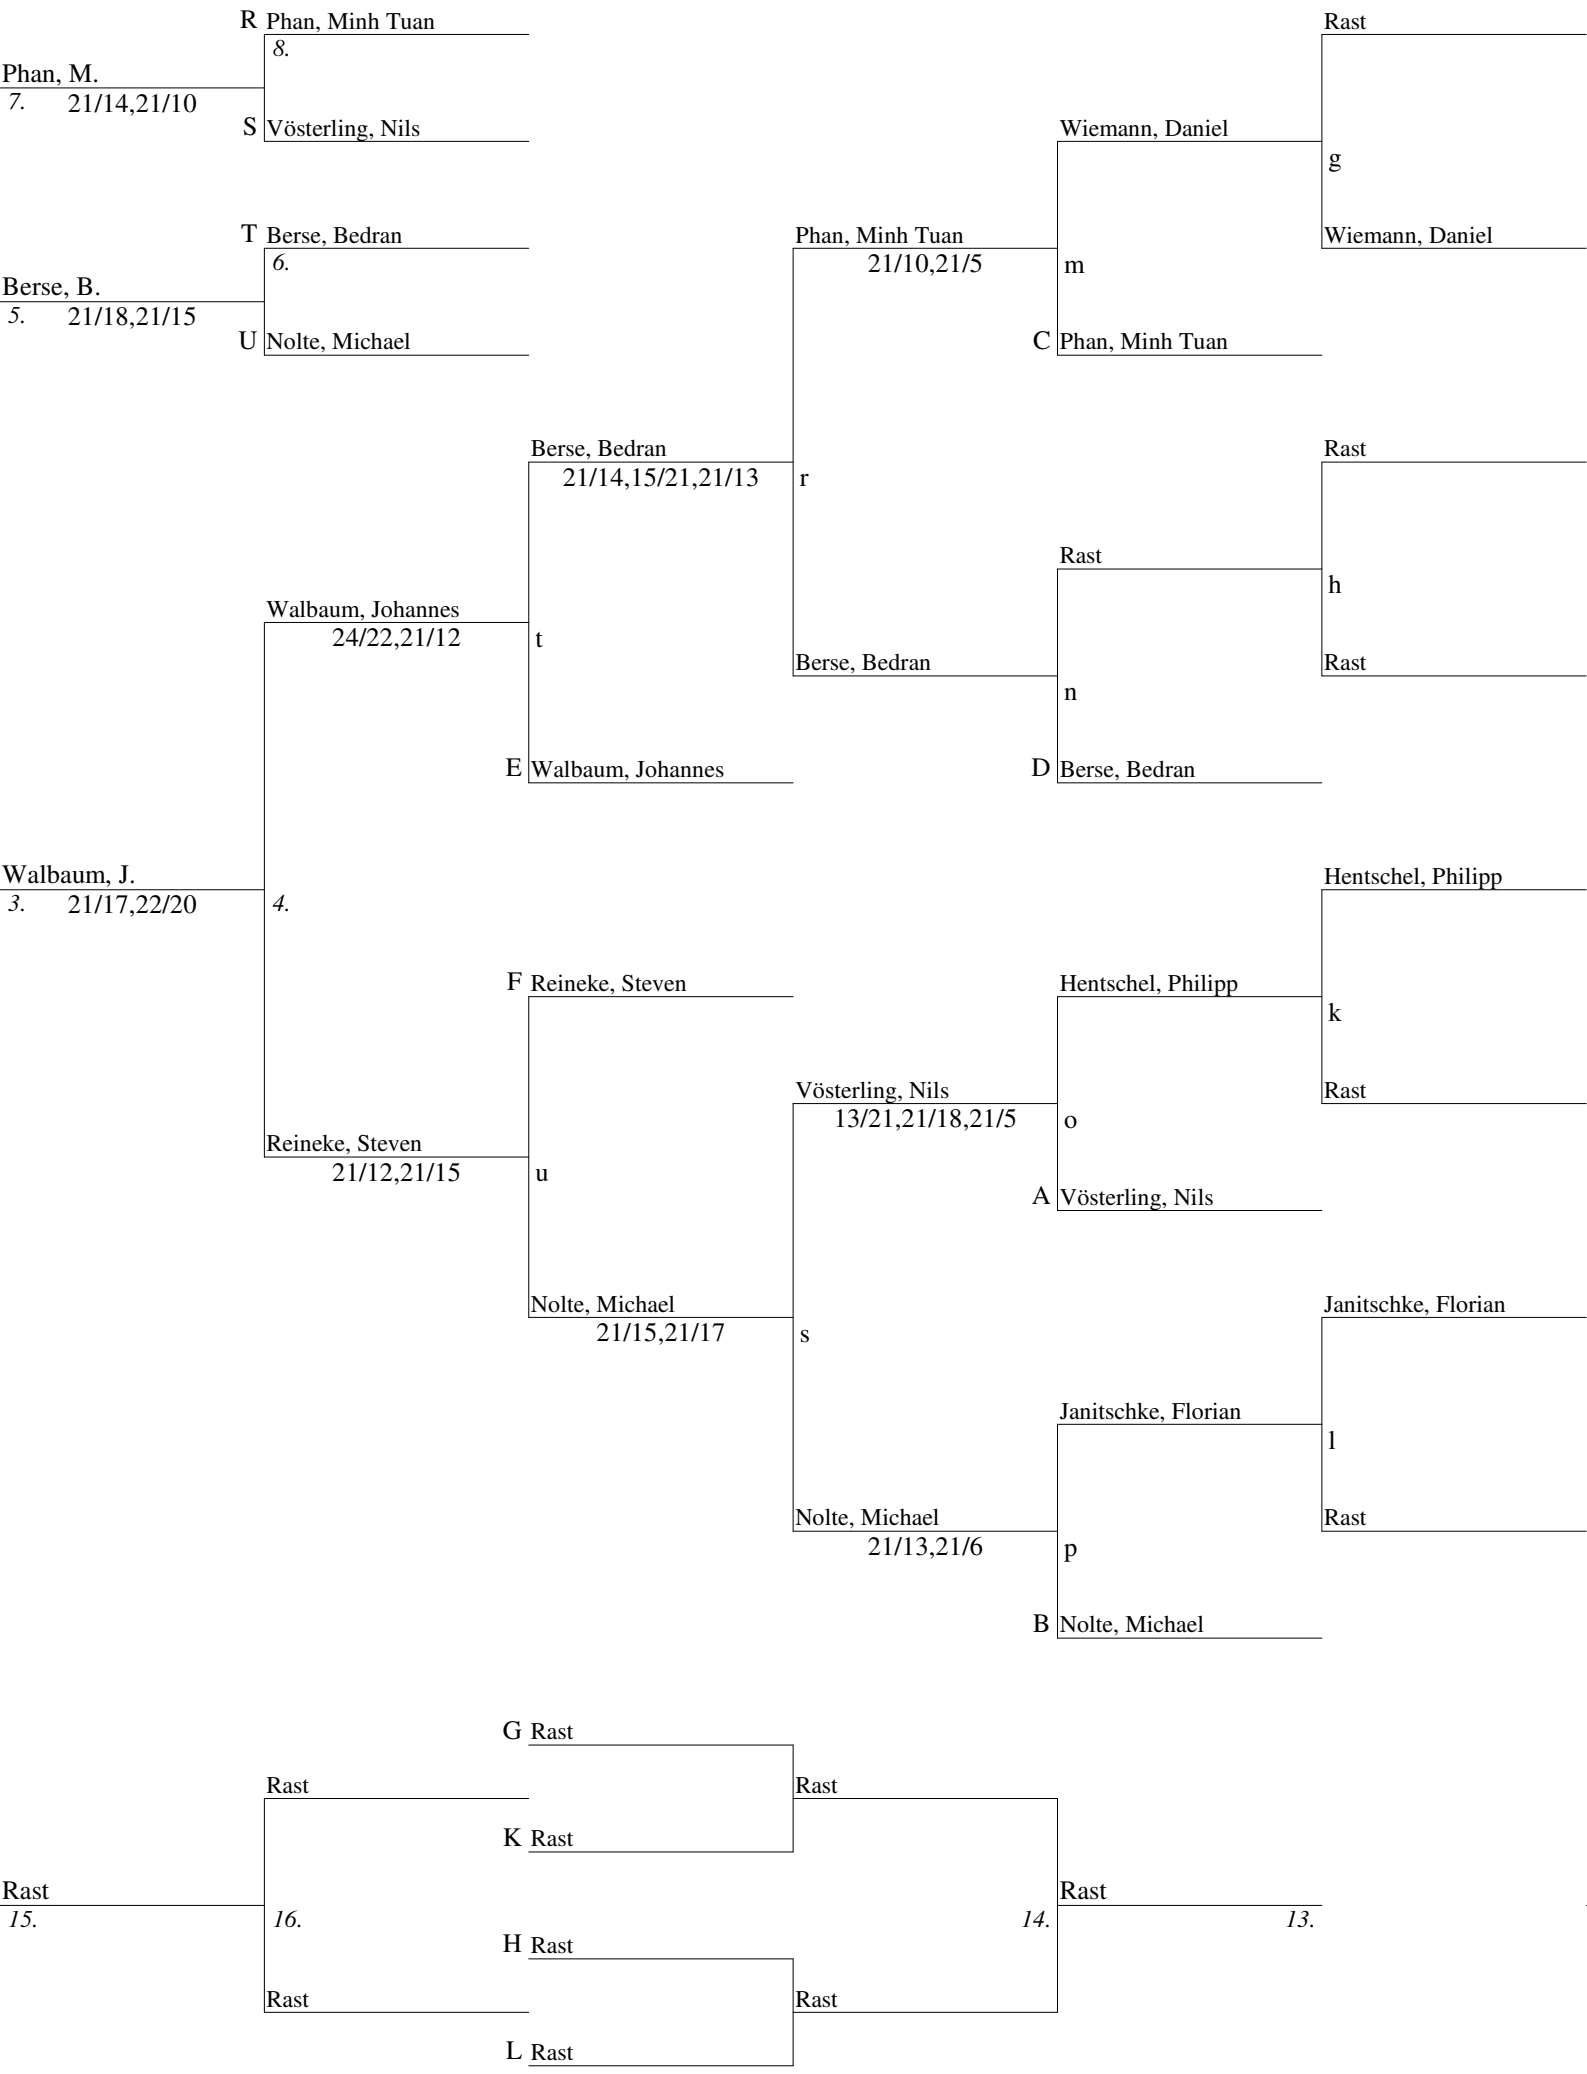 R Phan, Minh Tuan
Rast
8.
Phan, M.
7. 21/14,21/10
S Vösterling, Nils
Wiemann, Daniel
g
T Berse, Bedran
Phan, Minh Tuan
Wiemann, Daniel
6.
21/10,21/5
m
Berse, B.
5. 21/18,21/15
U Nolte, Michael
C Phan, Minh Tuan
Berse, Bedran
Rast
21/14,15/21,21/13
r
Rast
h
Walbaum, Johannes
24/22,21/12
t
Berse, Bedran
Rast
n
E Walbaum, Johannes
D Berse, Bedran
Walbaum, J.
Hentschel, Philipp
3. 21/17,22/20
4.
F Reineke, Steven
Hentschel, Philipp
k
Vösterling, Nils
Rast
13/21,21/18,21/5
o
Reineke, Steven
21/12,21/15
u
A Vösterling, Nils
Nolte, Michael
Janitschke, Florian
21/15,21/17
s
Janitschke, Florian
l
Nolte, Michael
Rast
21/13,21/6
p
B Nolte, Michael
G Rast
Rast
Rast
K Rast
Rast
Rast
15.
16.
14.
13.
H Rast
Rast
Rast
L Rast